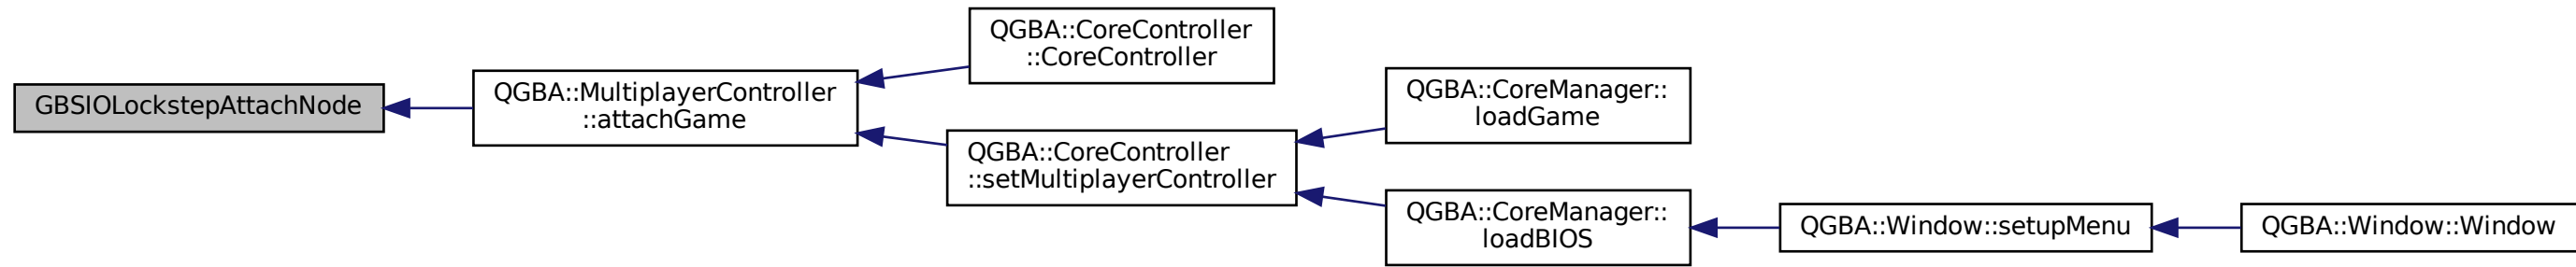 GBSIOLockstepAttachNode
QGBA::MultiplayerController
::attachGame
QGBA::CoreController
::CoreController
QGBA::CoreController
::setMultiplayerController
QGBA::CoreManager::
loadGame
QGBA::CoreManager::
loadBIOS
QGBA::Window::setupMenu
QGBA::Window::Window